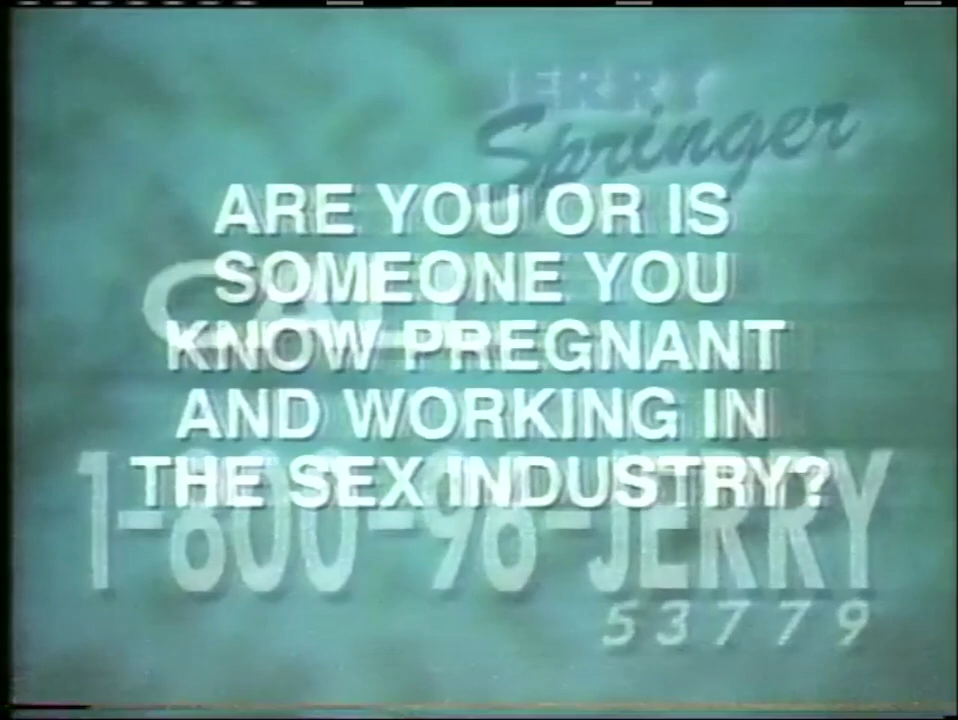 JERRY
Springer
ARE YOU OR IS
SOMEONE YOU
CALL
KNOW PREGNANT
AND WORKING IN
THE SEX INDUSTRY?
1-800-96-JERRY
53779